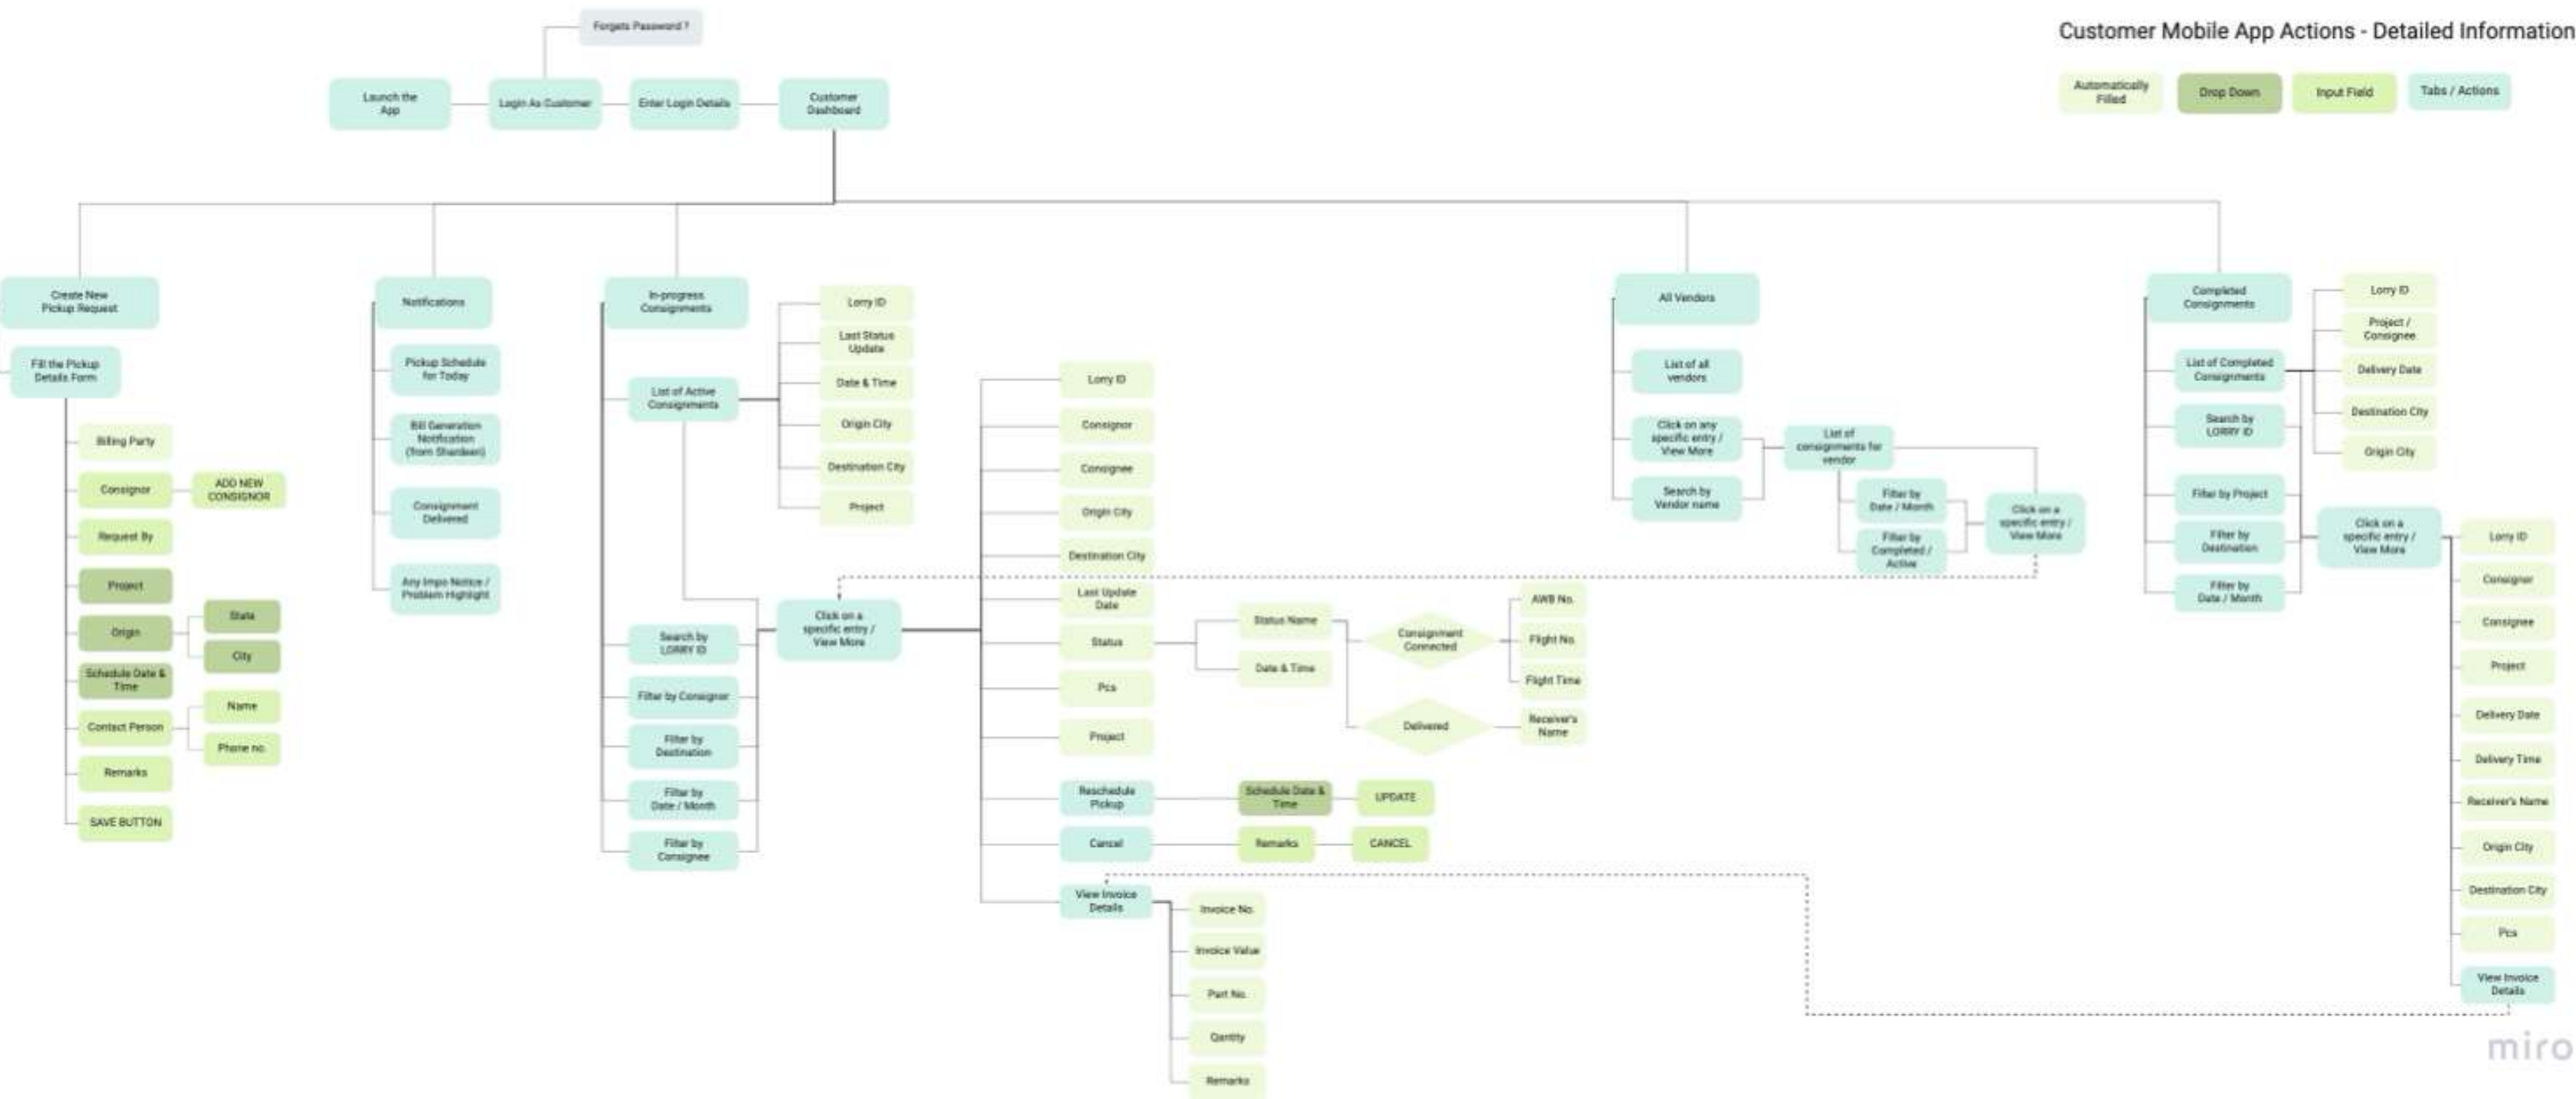 Customer Mobile App Actions - Detailed Information
Automatically
Filled
Drop Down
Input Field
Tabs / Actions
Forgets Password ?
Launch the
App
Login As Customer
Enter Login Details
Customer
Dashboard
Create New
Pickup Request
Fill the Pickup
Details Form
Billing Party
Consignor
ADD NEW
CONSIGNOR
Request By
Project
Origin
State
City
Schedule Date &
Time
Contact Person
Name
Phone no.
Remarks
SAVE BUTTON
Notifications
Pickup Schedule
for Today
Bill Generation
Notification
(from Shardeen)
Consignment
Delivered
Any Impo Notice /
Problem Highlight
In-progress
Consignments
List of Active
Consignments
Lorry ID
Last Status
Update
Date & Time
Origin City
Destination City
Project
Search by
LORRY ID
Filter by Consignor
Filter by
Destination
Filter by
Date / Month
Filter by
Consignee
Click on a
specific entry /
View More
Lorry ID
Consignor
Consignee
Origin City
Destination City
Last Update
Date
Status
Status Name
Date & Time
Consignment
Connected
AWB No.
Flight No.
Flight Time
Delivered
Receiver's
Name
Pcs
Project
Reschedule
Pickup
Schedule Date &
Time
UPDATE
Cancel
Remarks
CANCEL
View Invoice
Details
Invoice No.
Invoice Value
Part No.
Qantity
Remarks
All Vendors
List of all
vendors
Click on any
specific entry /
View More
Search by
Vendor name
List of
consignments for
vendor
Filter by
Date / Month
Filter by
Completed /
Active
Click on a
specific entry /
View More
Completed
Consignments
List of Completed
Consignments
Search by
LORRY ID
Filter by Project
Filter by
Destination
Filter by
Date / Month
Lorry ID
Project /
Consignee
Delivery Date
Destination City
Origin City
Click on a
specific entry /
View More
Lorry ID
Consignor
Consignee
Project
Delivery Date
Delivery Time
Receiver's Name
Origin City
Destination City
Pcs
View Invoice
Details
miro